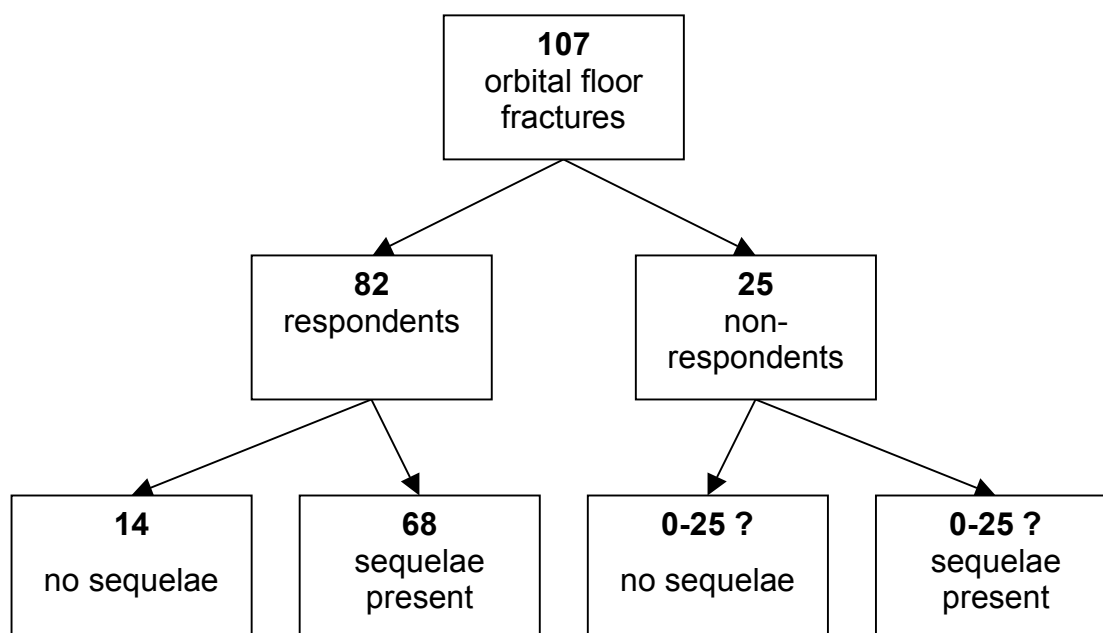 107
orbital floor
fractures
82
respondents
25
non-
respondents
14
no sequelae
68
sequelae
present
0-25 ?
no sequelae
0-25 ?
sequelae
present